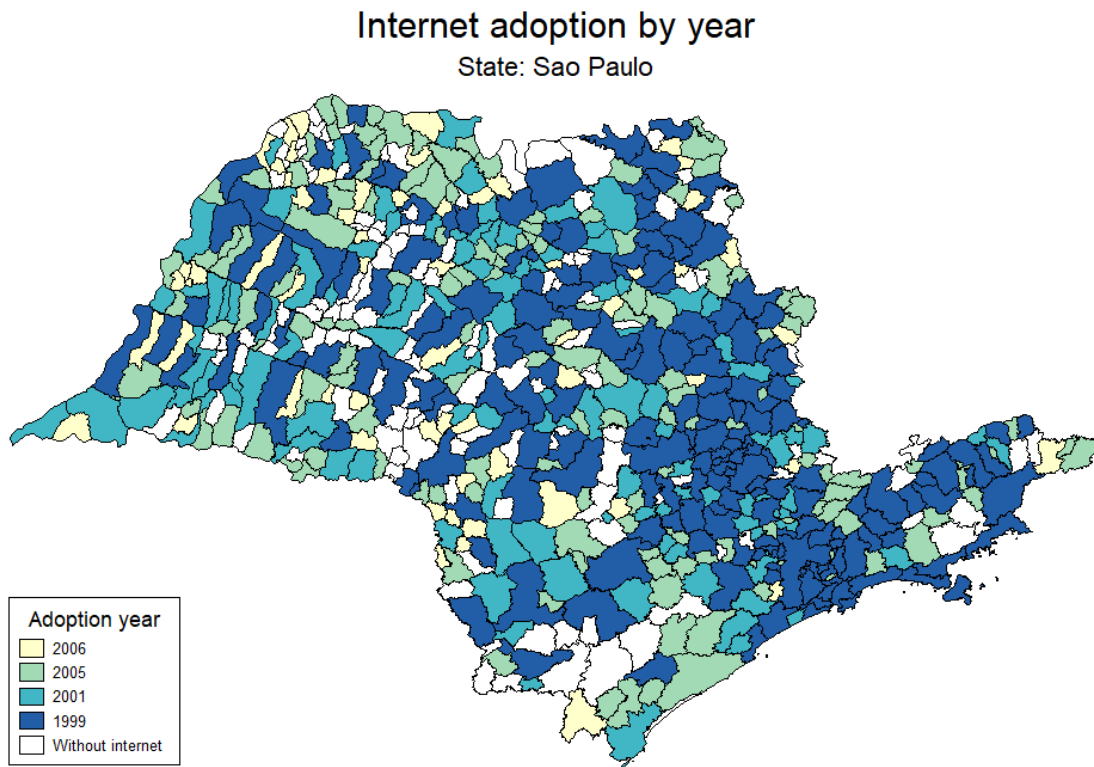 Internet adoption by year
State: Sao Paulo
Adoption year
2006
2005
2001
1999
Without internet